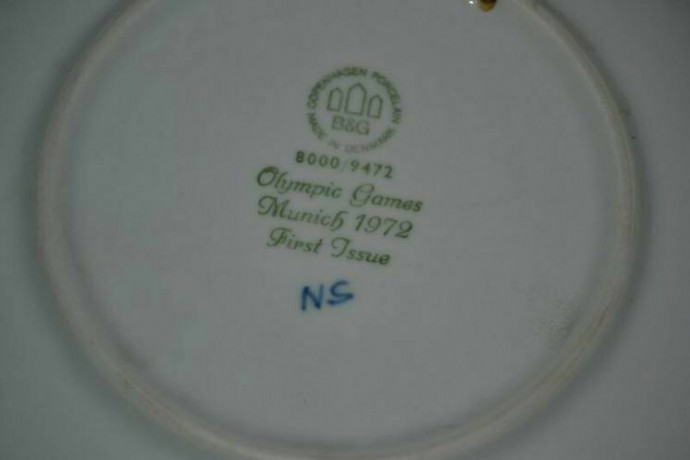 COPENHAGEN PORCELAIN
B&G
MADE IN DENMARK
8000/9472
Olympic Games
Munich 1972
First Issue
NS